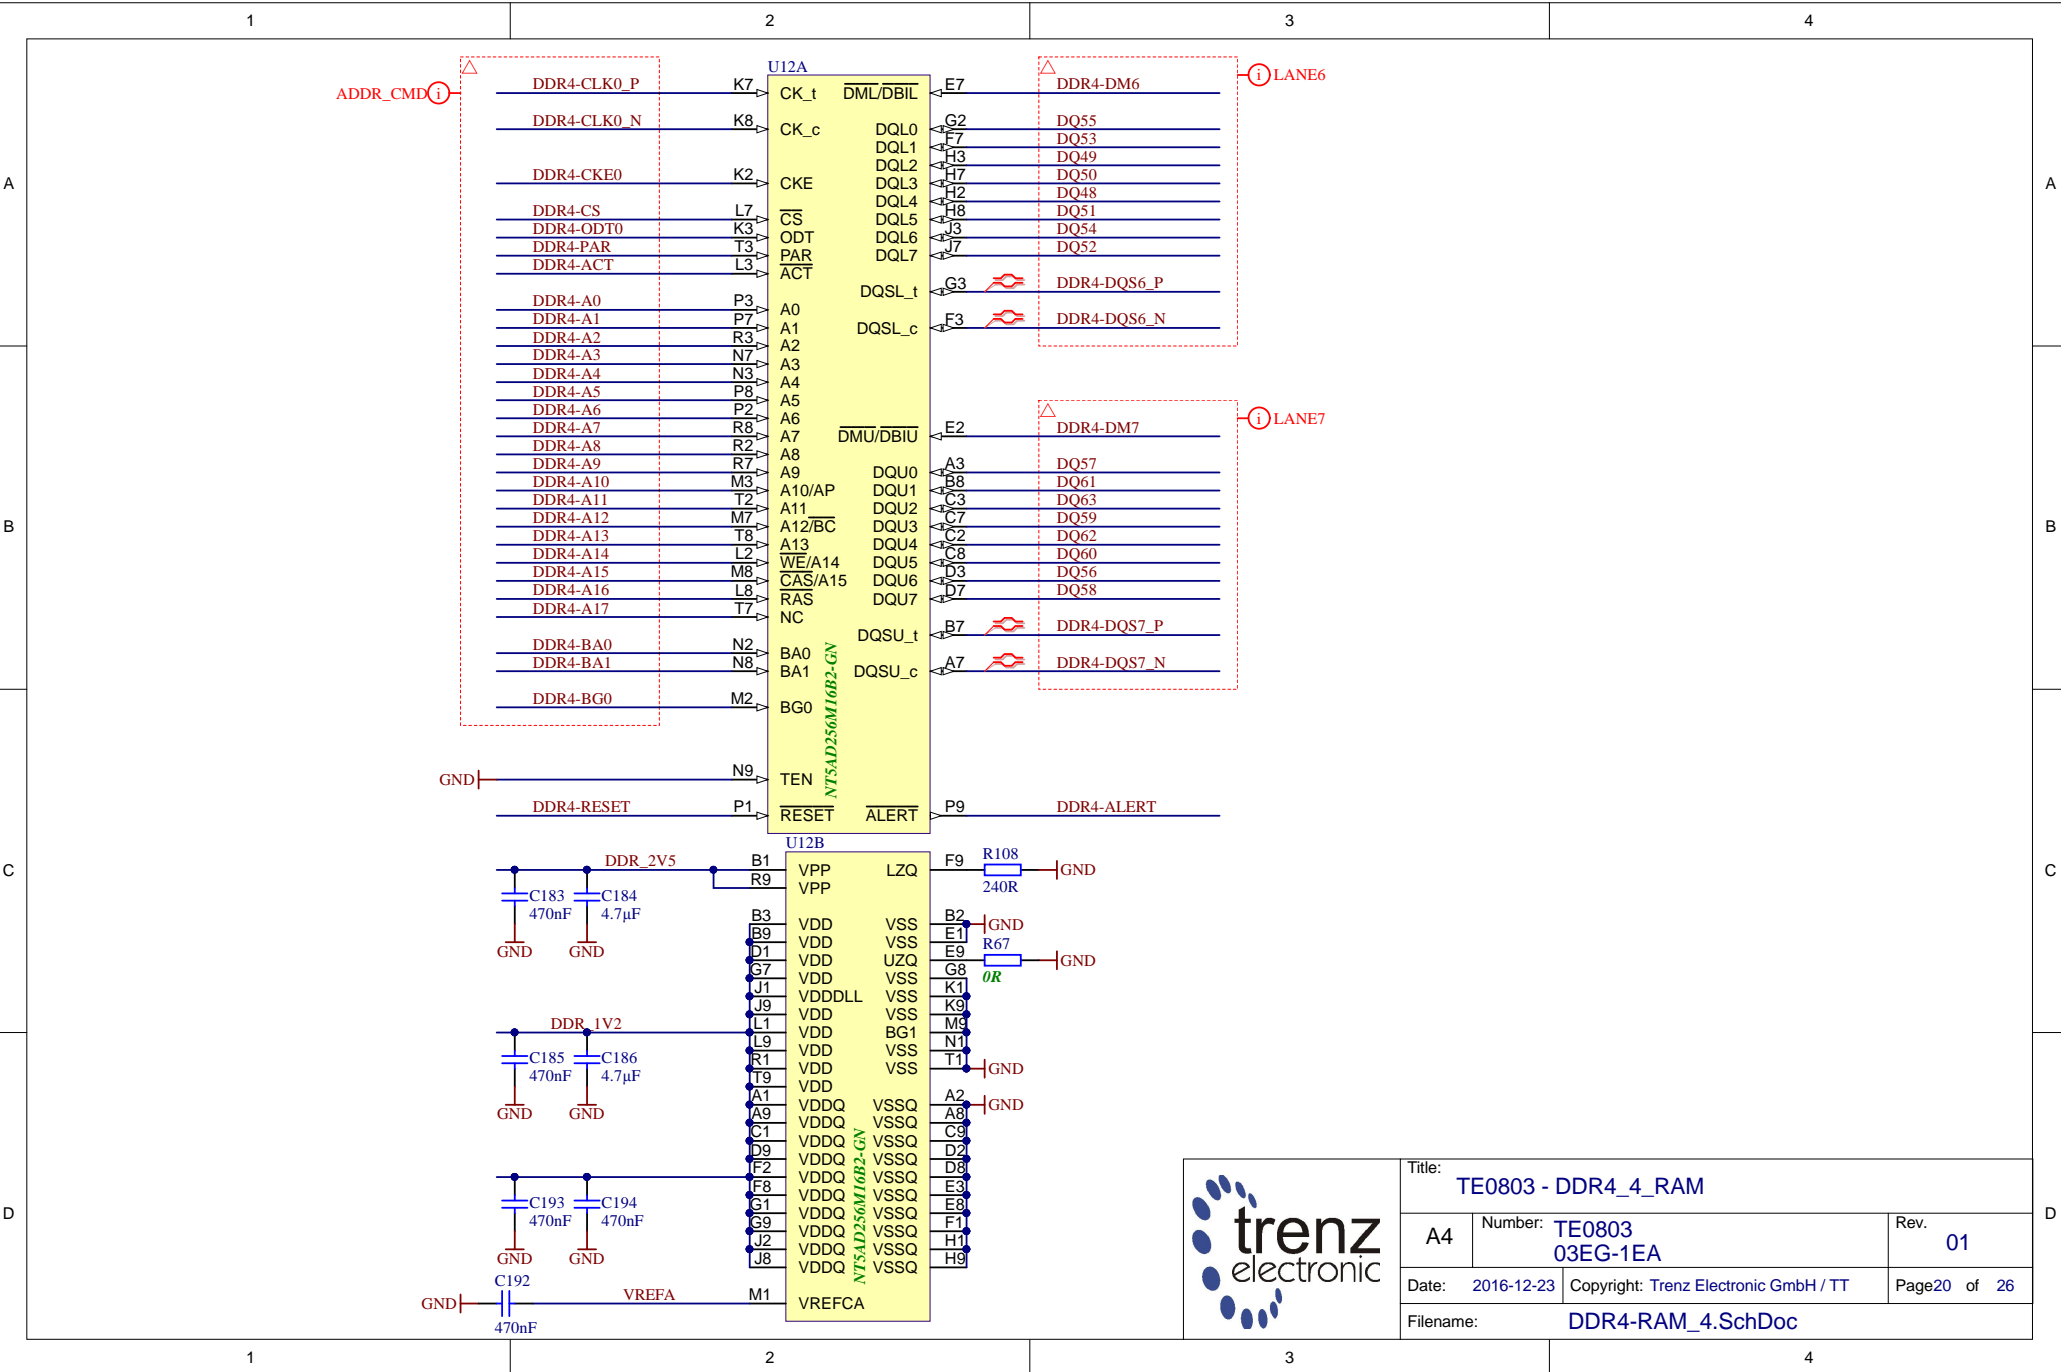 1 2 3 4
A
B
C
D
A
B
C
D
ADDR_CMD i
U12A
i LANE6
i LANE7
DDR4-CLK0_P K7 CK_t
DDR4-CLK0_N K8 CK_c
DDR4-CKE0 K2 CKE
DDR4-CS L7 CS
DDR4-ODT0 K3 ODT
DDR4-PAR T3 PAR
DDR4-ACT L3 ACT
DDR4-A0 P3 A0
DDR4-A1 P7 A1
DDR4-A2 R3 A2
DDR4-A3 N7 A3
DDR4-A4 N3 A4
DDR4-A5 P8 A5
DDR4-A6 P2 A6
DDR4-A7 R8 A7
DDR4-A8 R2 A8
DDR4-A9 R7 A9
DDR4-A10 M3 A10/AP
DDR4-A11 T2 A11
DDR4-A12 M7 A12/BC
DDR4-A13 T8 A13
DDR4-A14 L2 WE/A14
DDR4-A15 M8 CAS/A15
DDR4-A16 L8 RAS
DDR4-A17 T7 NC
DDR4-BA0 N2 BA0
DDR4-BA1 N8 BA1
DDR4-BG0 M2 BG0
GND N9 TEN
DDR4-RESET P1 RESET
DML/DBIL E7 DDR4-DM6
DQL0 G2 DQ55
DQL1 F7 DQ53
DQL2 H3 DQ49
DQL3 H7 DQ50
DQL4 H2 DQ48
DQL5 H8 DQ51
DQL6 J3 DQ54
DQL7 J7 DQ52
DQSL_t G3 DDR4-DQS6_P
DQSL_c F3 DDR4-DQS6_N
DMU/DBIU E2 DDR4-DM7
DQU0 A3 DQ57
DQU1 B8 DQ61
DQU2 C3 DQ63
DQU3 C7 DQ59
DQU4 C2 DQ62
DQU5 C8 DQ60
DQU6 D3 DQ56
DQU7 D7 DQ58
DQSU_t B7 DDR4-DQS7_P
DQSU_c A7 DDR4-DQS7_N
ALERT P9 DDR4-ALERT
NT5AD256M16B2-GN
U12B
DDR_2V5 B1 VPP
R9 VPP
C183 470nF GND
C184 4.7µF GND
B3 VDD
B9 VDD
D1 VDD
G7 VDD
J1 VDDDLL
J9 VDD
DDR_1V2 L1 VDD
L9 VDD
R1 VDD
T9 VDD
C185 470nF GND
C186 4.7µF GND
A1 VDDQ
A9 VDDQ
C1 VDDQ
D9 VDDQ
F2 VDDQ
F8 VDDQ
G1 VDDQ
G9 VDDQ
J2 VDDQ
J8 VDDQ
C193 470nF GND
C194 470nF GND
GND C192 470nF VREFA M1 VREFCA
LZQ F9 R108 240R GND
VSS B2 GND
VSS E1
UZQ E9 R67 0R GND
VSS G8
VSS K1
VSS K9
BG1 M9
VSS N1
VSS T1 GND
VSSQ A2 GND
VSSQ A8
VSSQ C9
VSSQ D2
VSSQ D8
VSSQ E3
VSSQ E8
VSSQ F1
VSSQ H1
VSSQ H9
NT5AD256M16B2-GN
trenz
electronic
Title:
TE0803 - DDR4_4_RAM
A4
Number: TE0803
03EG-1EA
Rev.
01
Date: 2016-12-23 Copyright: Trenz Electronic GmbH / TT Page20 of 26
Filename: DDR4-RAM_4.SchDoc
1 2 3 4